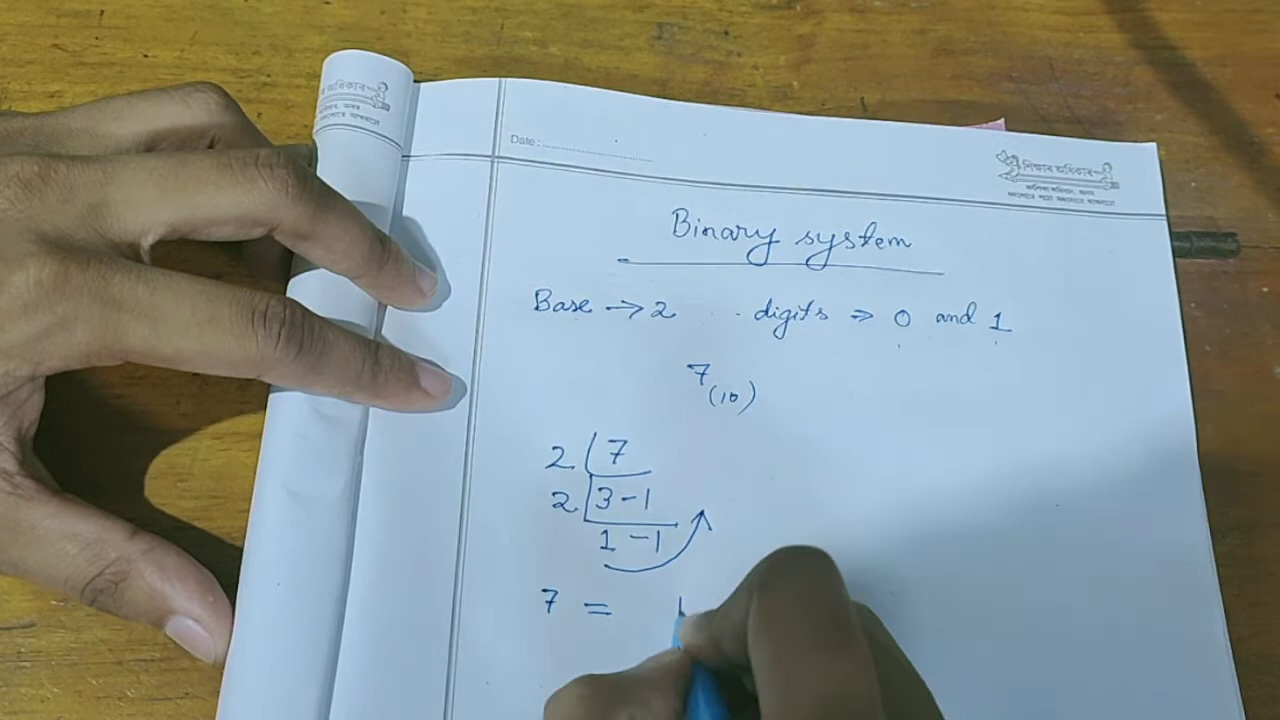 Date :
শিক্ষাৰ অধিকাৰ
Binary system
Base → 2 digits ⇒ 0 and 1
7(10)
2 7
2 3 - 1
1 - 1
7 =